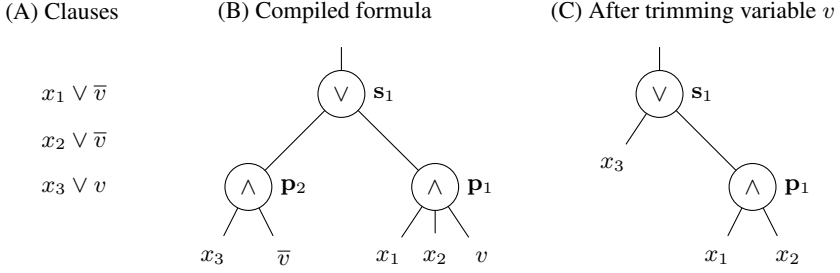 (A) Clauses (B) Compiled formula (C) After trimming variable v
x₁ ∨ v̅
x₂ ∨ v̅
x₃ ∨ v
∨ s₁
∧ p₂ ∧ p₁
x₃ v̅ x₁ x₂ v
∨ s₁
x₃
∧ p₁
x₁ x₂